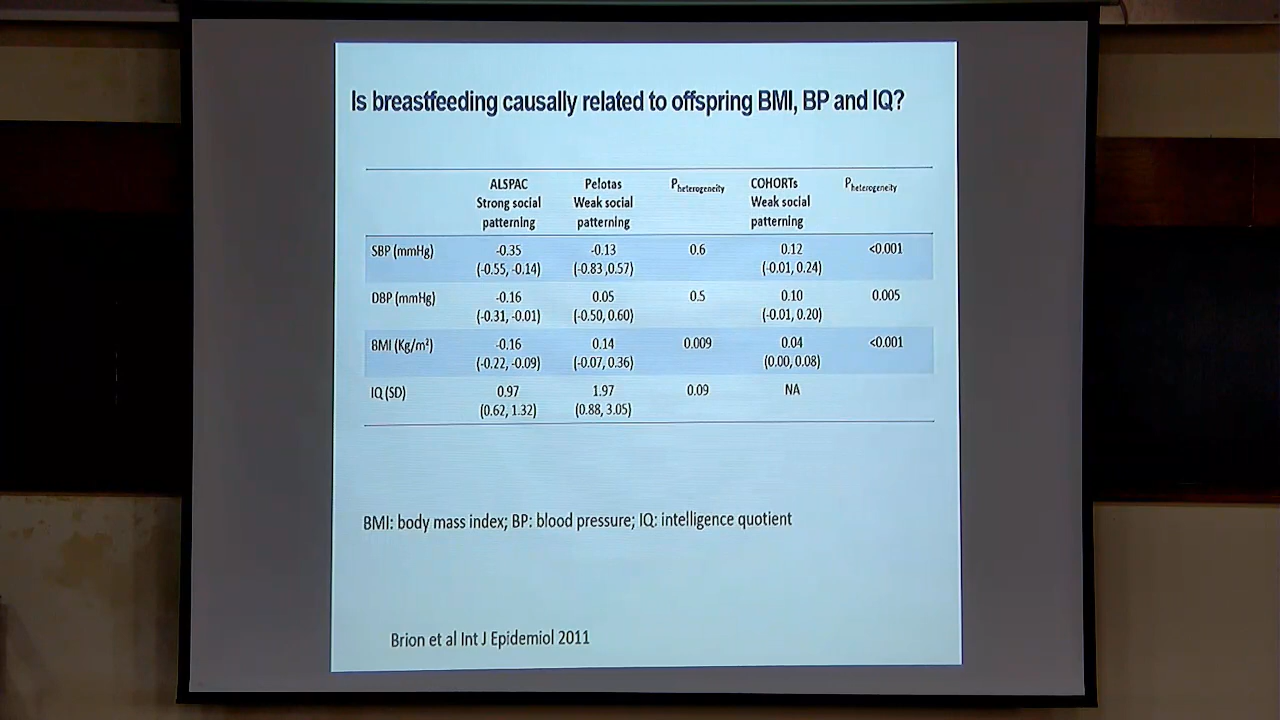 Is breastfeeding causally related to offspring BMI, BP and IQ?
ALSPAC Strong social patterning Pelotas Weak social patterning Pheterogeneity COHORTs Weak social patterning Pheterogeneity
SBP (mmHg) -0.35 -0.13 0.6 0.12 <0.001
(-0.55, -0.14) (-0.83 ,0.57) (-0.01, 0.24)
DBP (mmHg) -0.16 0.05 0.5 0.10 0.005
(-0.31, -0.01) (-0.50, 0.60) (-0.01, 0.20)
BMI (Kg/m²) -0.16 0.14 0.009 0.04 <0.001
(-0.22, -0.09) (-0.07, 0.36) (0.00, 0.08)
IQ (SD) 0.97 1.97 0.09 NA
(0.62, 1.32) (0.88, 3.05)
BMI: body mass index; BP: blood pressure; IQ: intelligence quotient
Brion et al Int J Epidemiol 2011